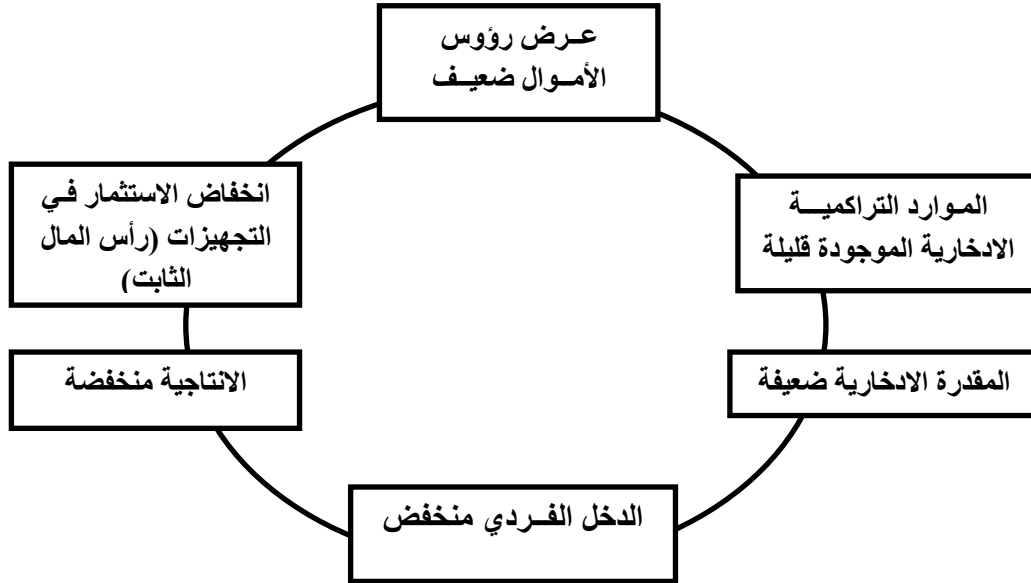 عـرض رؤوس
الأمـوال ضعيـف
المـوارد التراكميـة
الادخارية الموجودة قليلة
انخفاض الاستثمار فـي
التجهيزات (رأس المال
الثابت)
المقدرة الادخارية ضعيفة
الانتاجية منخفضة
الدخل الفـردي منخفض